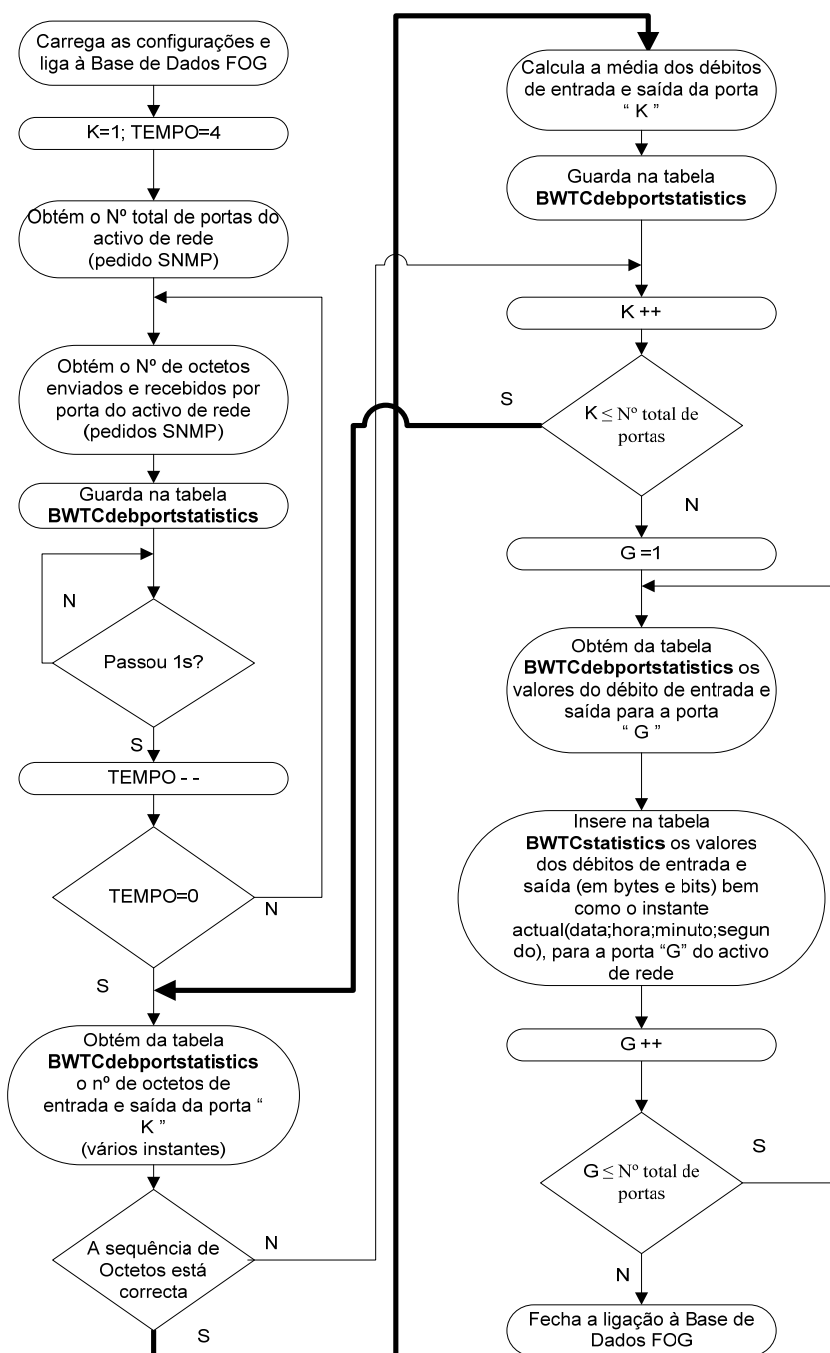 Carrega as configurações e
liga à Base de Dados FOG
K=1; TEMPO=4
Obtém o Nº total de portas do
activo de rede
(pedido SNMP)
Obtém o Nº de octetos
enviados e recebidos por
porta do activo de rede
(pedidos SNMP)
Guarda na tabela
BWTCdebportstatistics
N
Passou 1s?
S
TEMPO - -
TEMPO=0
N
S
Obtém da tabela
BWTCdebportstatistics
o nº de octetos de
entrada e saída da porta “
K ”
(vários instantes)
A sequência de
Octetos está
correcta
N
S
Calcula a média dos débitos
de entrada e saída da porta
“ K ”
Guarda na tabela
BWTCdebportstatistics
K ++
S
K ≤ Nº total de
portas
N
G =1
Obtém da tabela
BWTCdebportstatistics os
valores do débito de entrada e
saída para a porta
“ G ”
Insere na tabela
BWTCstatistics os valores
dos débitos de entrada e
saída (em bytes e bits) bem
como o instante
actual(data;hora;minuto;segun
do), para a porta “G” do activo
de rede
G ++
G ≤ Nº total de
portas
S
N
Fecha a ligação à Base de
Dados FOG